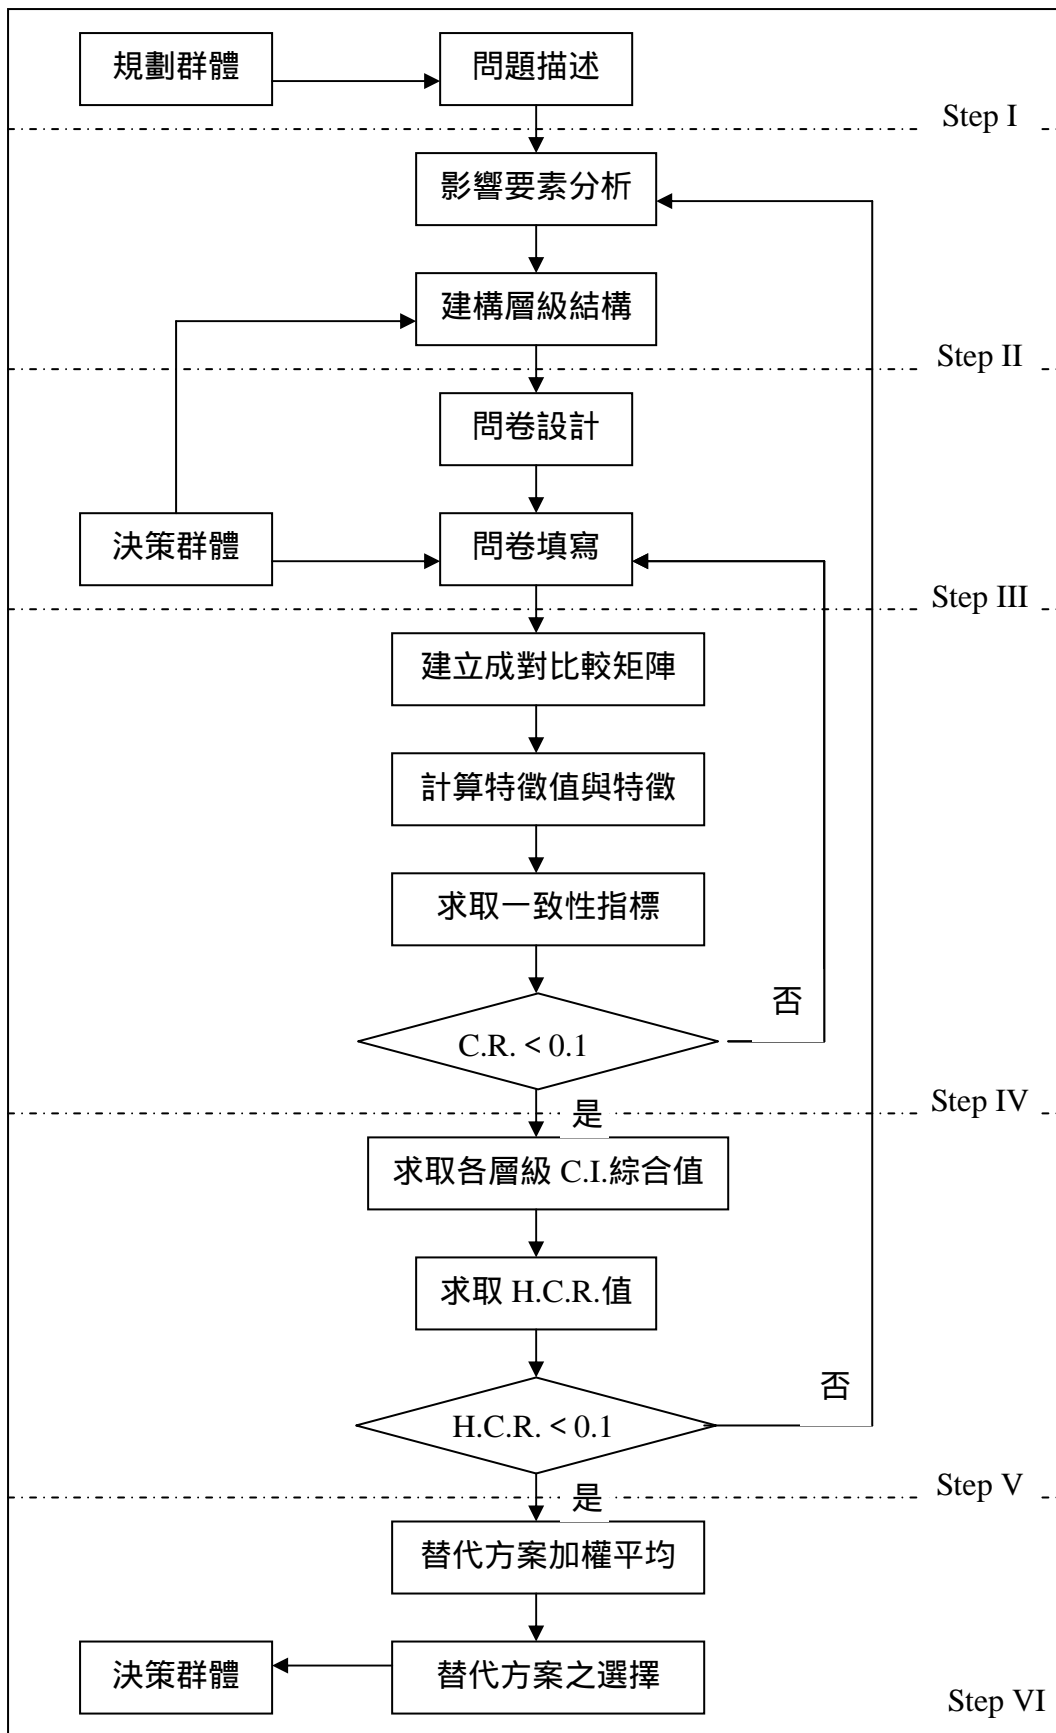 規劃群體
問題描述
Step I
影響要素分析
建構層級結構
Step II
問卷設計
決策群體
問卷填寫
Step III
建立成對比較矩陣
計算特徵值與特徵
求取一致性指標
否
C.R. < 0.1
Step IV
是
求取各層級 C.I.綜合值
求取 H.C.R.值
否
H.C.R. < 0.1
Step V
是
替代方案加權平均
決策群體
替代方案之選擇
Step VI